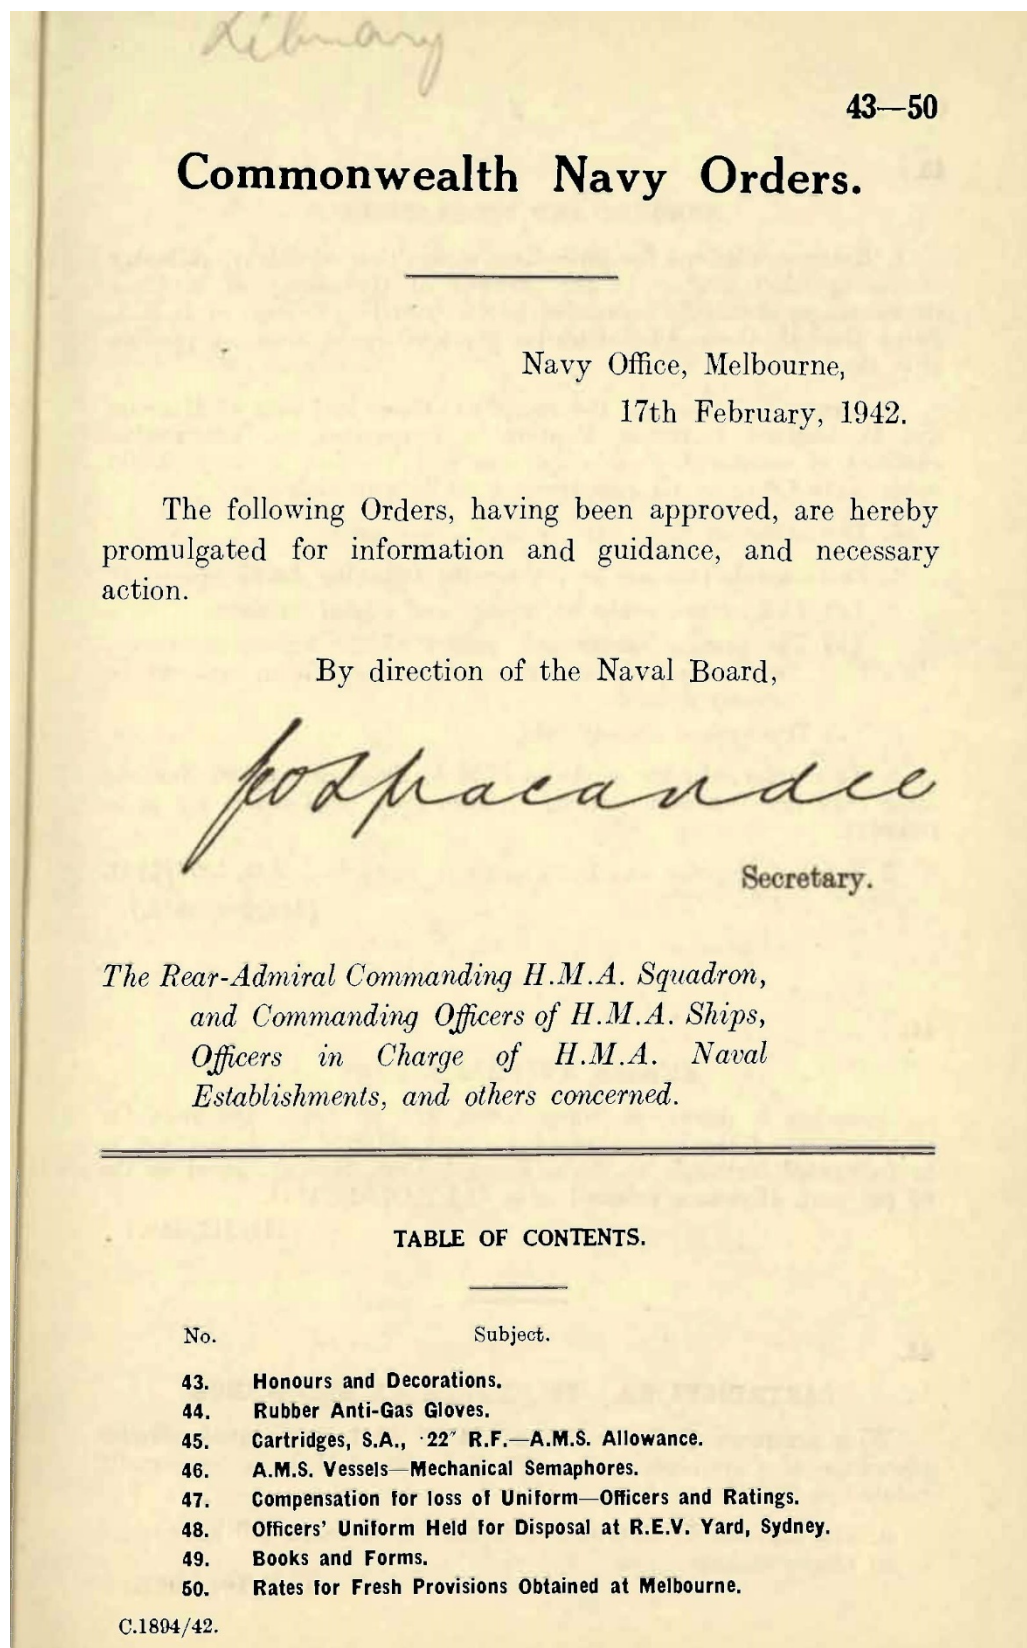 Library
43—50
Commonwealth Navy Orders.
Navy Office, Melbourne,
17th February, 1942.
The following Orders, having been approved, are hereby
promulgated for information and guidance, and necessary
action.
By direction of the Naval Board,
Secretary.
The Rear-Admiral Commanding H.M.A. Squadron,
and Commanding Officers of H.M.A. Ships,
Officers in Charge of H.M.A. Naval
Establishments, and others concerned.
TABLE OF CONTENTS.
No. Subject.
43. Honours and Decorations.
44. Rubber Anti-Gas Gloves.
45. Cartridges, S.A., ·22″ R.F.—A.M.S. Allowance.
46. A.M.S. Vessels—Mechanical Semaphores.
47. Compensation for loss of Uniform—Officers and Ratings.
48. Officers' Uniform Held for Disposal at R.E.V. Yard, Sydney.
49. Books and Forms.
50. Rates for Fresh Provisions Obtained at Melbourne.
C.1894/42.